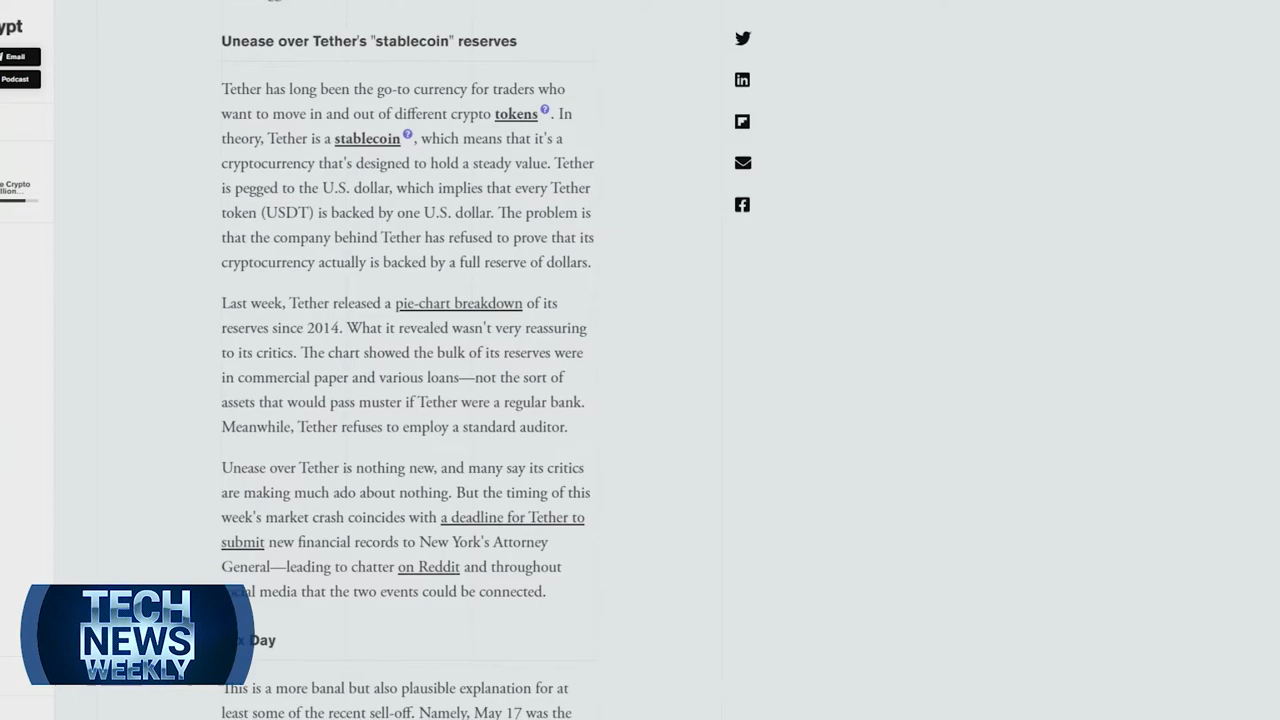 ypt
Email
Podcast
e Crypto
llion...
Unease over Tether's "stablecoin" reserves
Tether has long been the go-to currency for traders who
want to move in and out of different crypto tokens ?. In
theory, Tether is a stablecoin ?, which means that it's a
cryptocurrency that's designed to hold a steady value. Tether
is pegged to the U.S. dollar, which implies that every Tether
token (USDT) is backed by one U.S. dollar. The problem is
that the company behind Tether has refused to prove that its
cryptocurrency actually is backed by a full reserve of dollars.
Last week, Tether released a pie-chart breakdown of its
reserves since 2014. What it revealed wasn't very reassuring
to its critics. The chart showed the bulk of its reserves were
in commercial paper and various loans—not the sort of
assets that would pass muster if Tether were a regular bank.
Meanwhile, Tether refuses to employ a standard auditor.
Unease over Tether is nothing new, and many say its critics
are making much ado about nothing. But the timing of this
week's market crash coincides with a deadline for Tether to
submit new financial records to New York's Attorney
General—leading to chatter on Reddit and throughout
media that the two events could be connected.
Day
This is a more banal but also plausible explanation for at
least some of the recent sell-off. Namely, May 17 was the
TECH
NEWS
WEEKLY